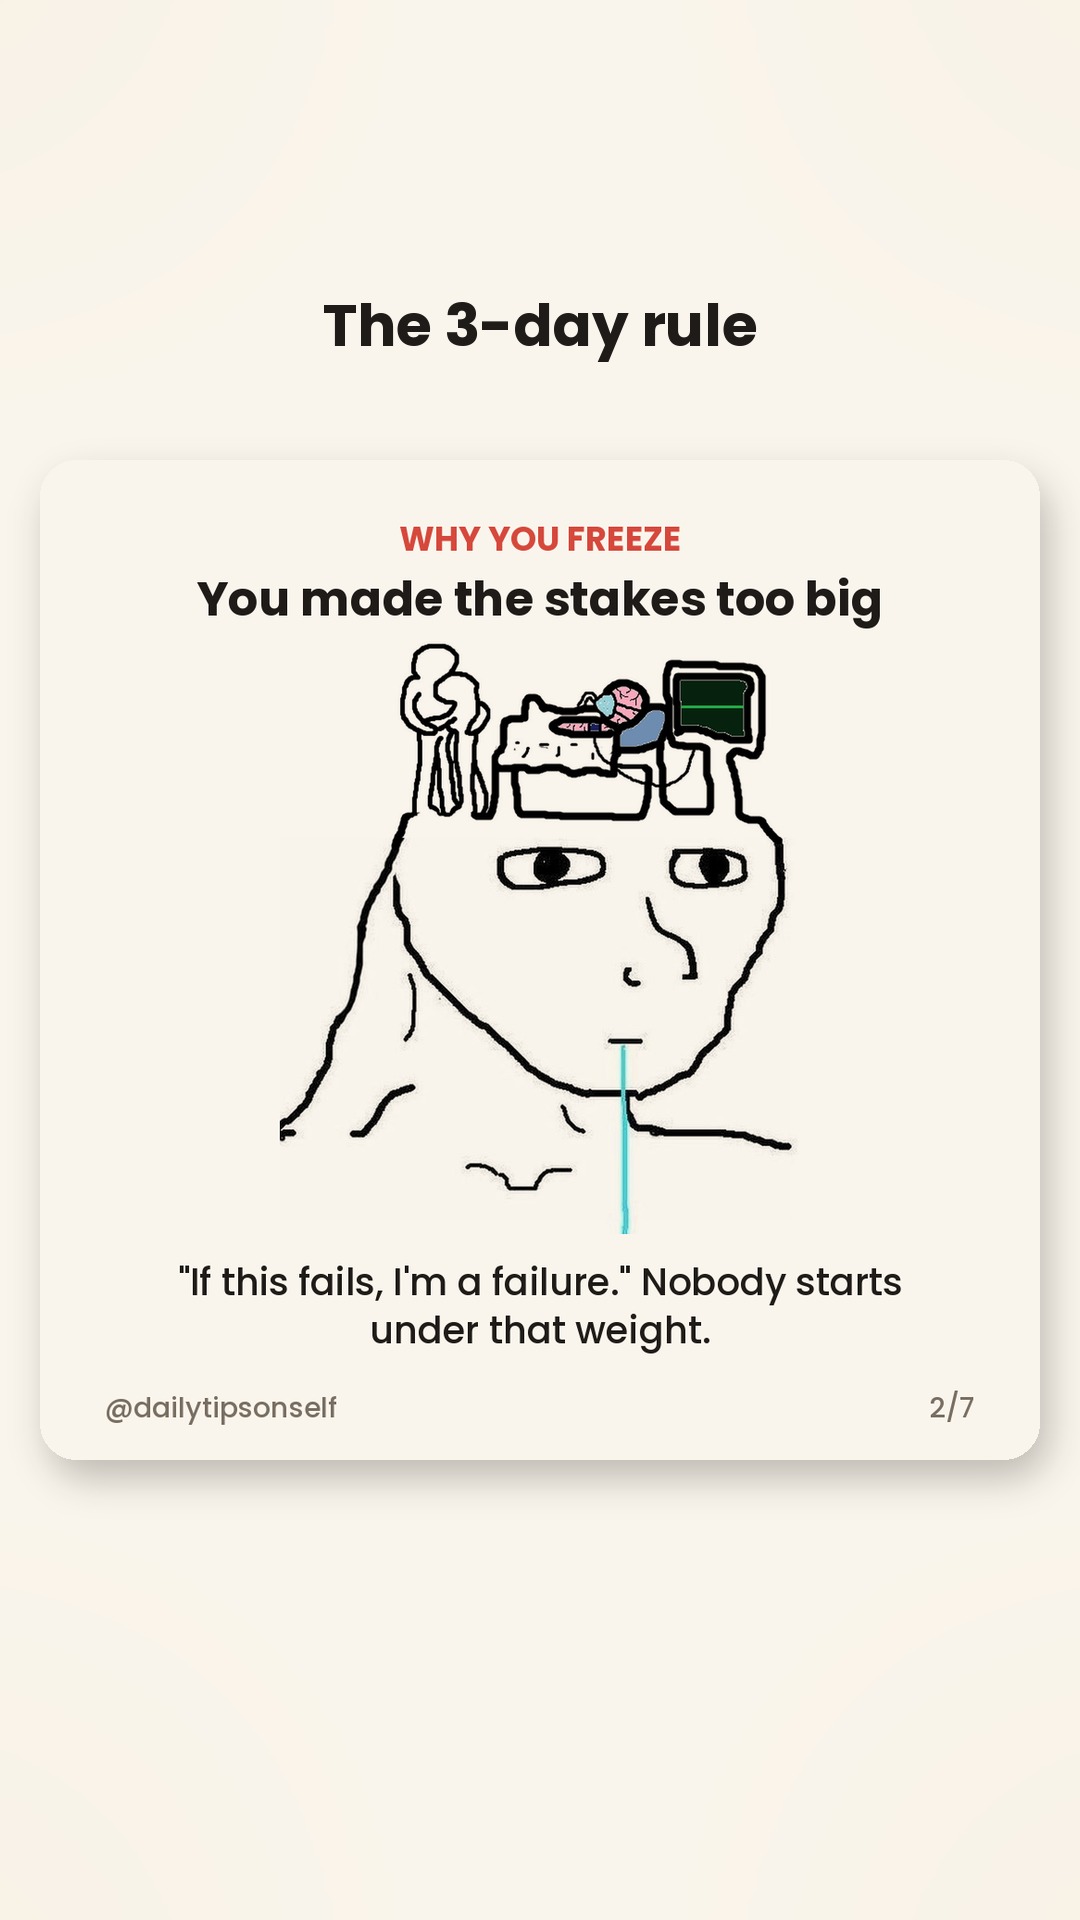 The 3-day rule
WHY YOU FREEZE
You made the stakes too big
"If this fails, I'm a failure." Nobody starts
under that weight.
@dailytipsonself
2/7